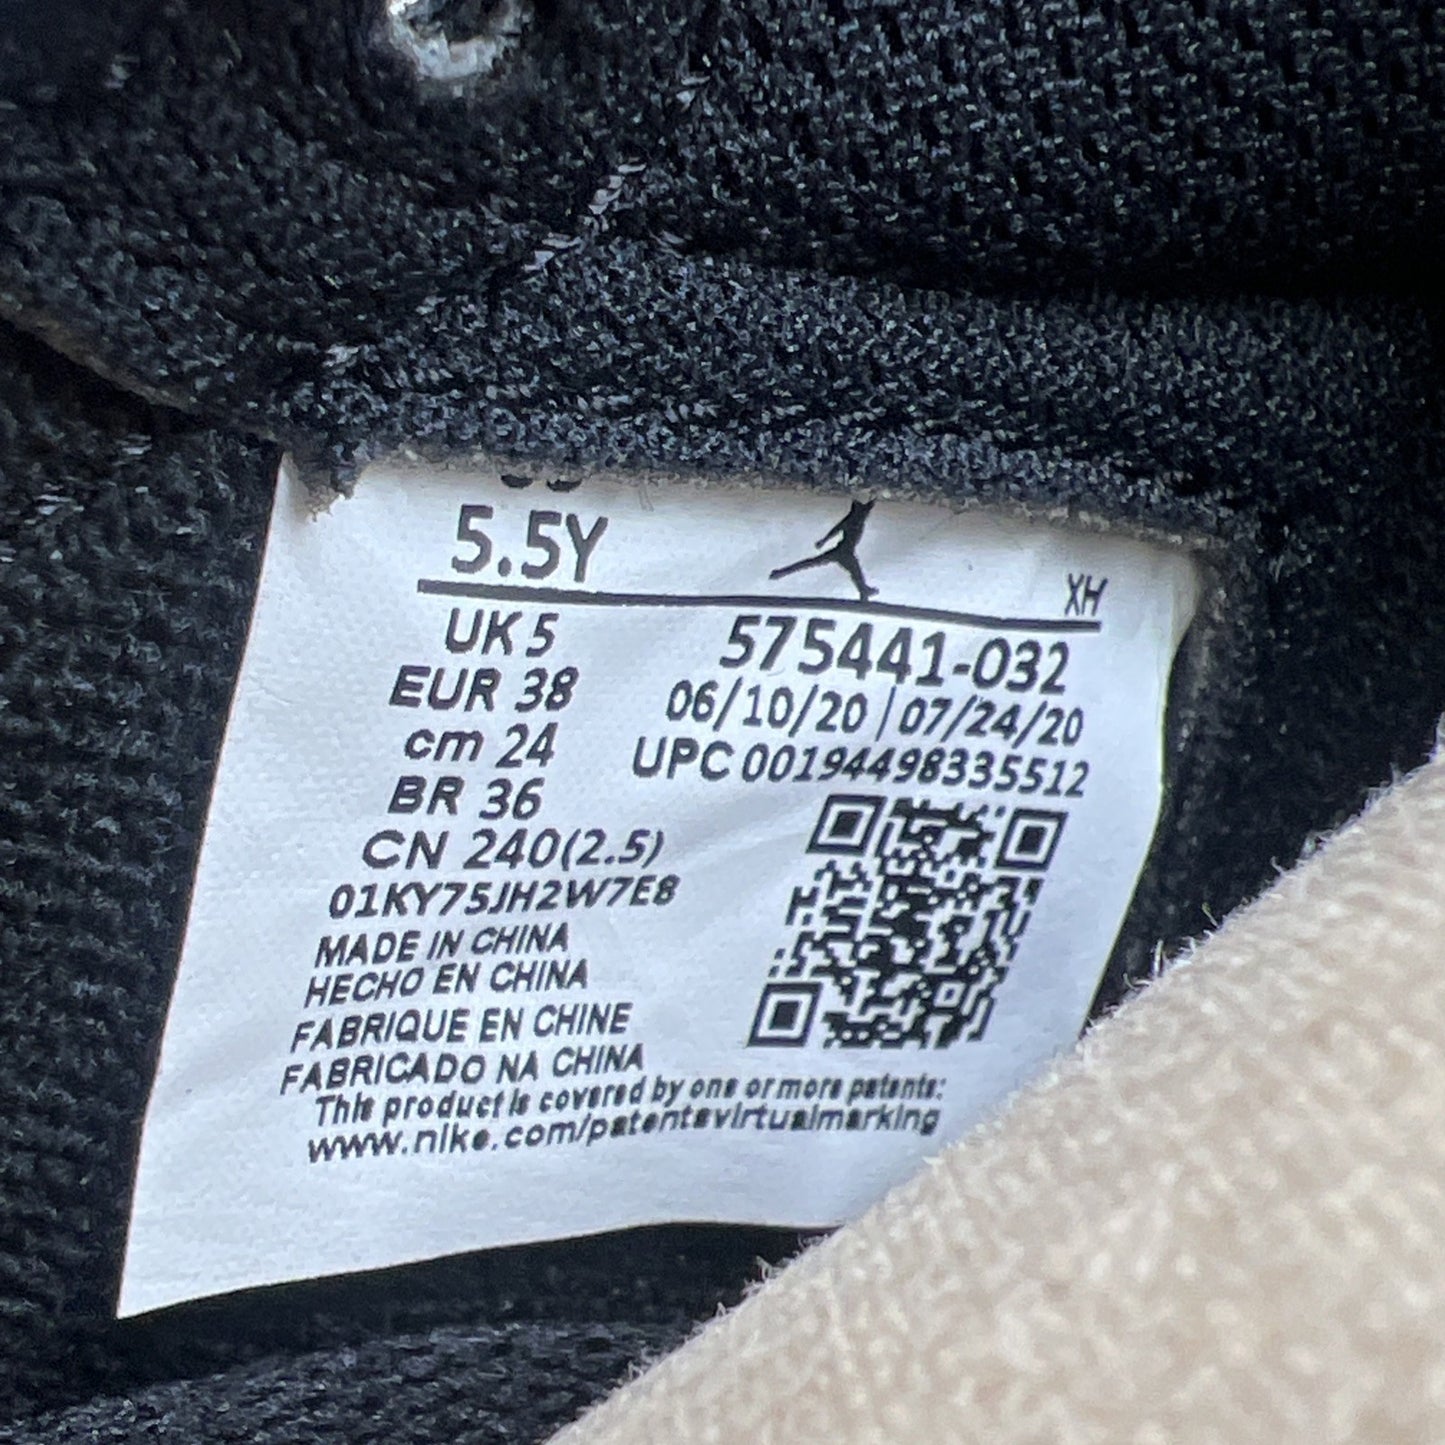 5.5Y
XH
UK 5
575441-032
EUR 38
06/10/20 | 07/24/20
cm 24
UPC 00194498335512
BR 36
CN 240(2.5)
01KY75JH2W7E8
MADE IN CHINA
HECHO EN CHINA
FABRIQUE EN CHINE
FABRICADO NA CHINA
This product is covered by one or more patents:
www.nike.com/patentsvirtualmarking